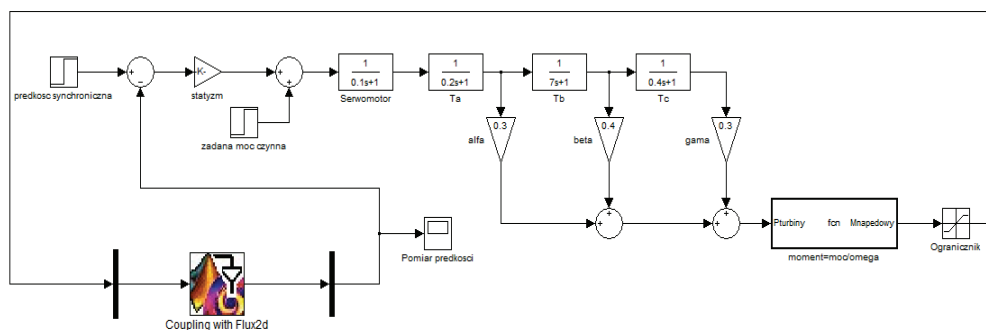 predkosc synchroniczna
-K-
statyzm
zadana moc czynna
1
0.1s+1
Serwomotor
1
0.2s+1
Ta
1
7s+1
Tb
1
0.4s+1
Tc
0.3
alfa
0.4
beta
0.3
gama
Pturbiny fcn Mnapedowy
moment=moc/omega
Ogranicznik
Pomiar predkosci
Coupling with Flux2d